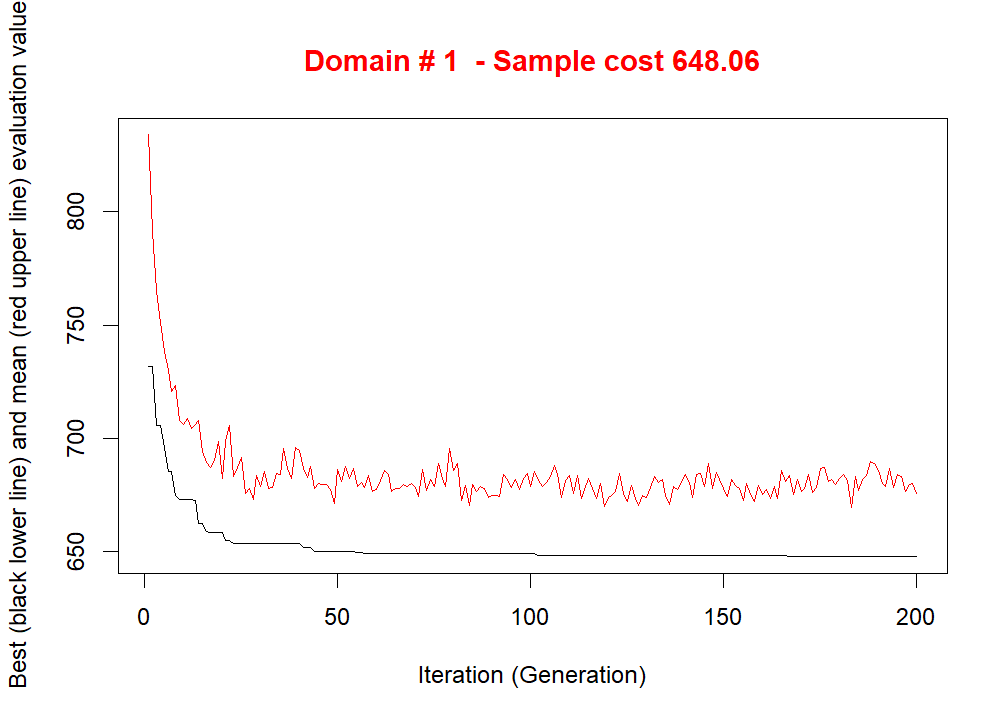 Domain # 1  - Sample cost 648.06
Best (black lower line) and mean (red upper line) evaluation value
800
750
700
650
0 50 100 150 200
Iteration (Generation)